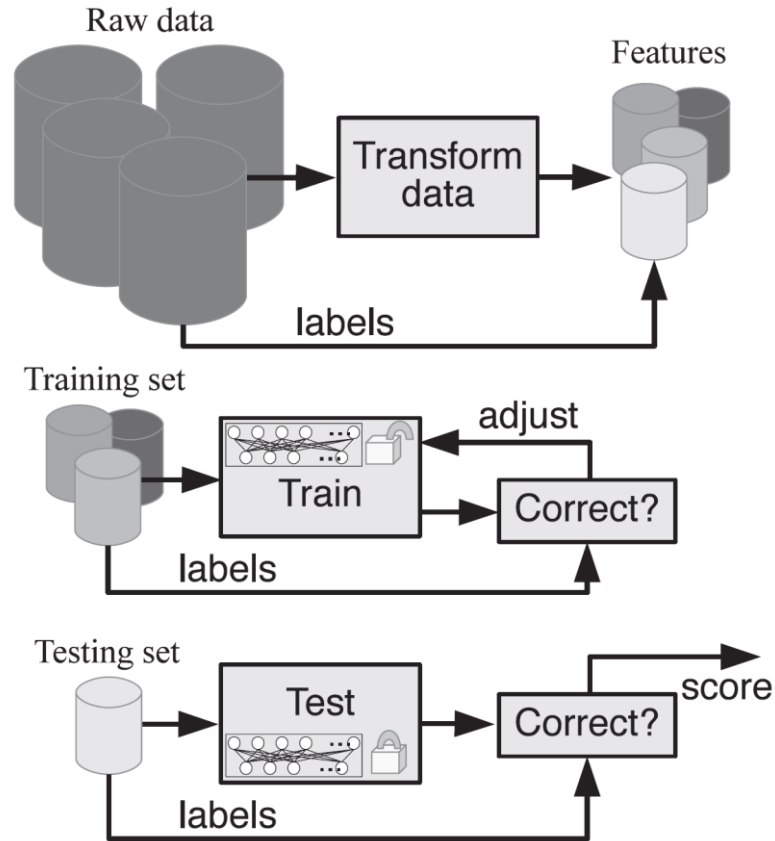 Raw data
Features
Transform
data
labels
Training set
...
adjust
...
Train
Correct?
labels
Testing set
score
Test
Correct?
...
...
labels